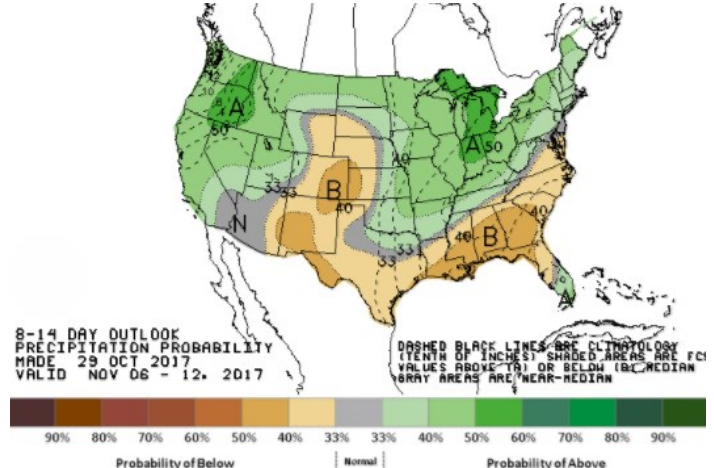 A
50
A
50
40
33
33
B
40
N
33
33
33
40
B
40
A
8-14 DAY OUTLOOK
PRECIPITATION PROBABILITY
MADE 29 OCT 2017
VALID NOV 06 - 12, 2017
DASHED BLACK LINES ARE CLIMATOLOGY
(TENTH OF INCHES) SHADED AREAS ARE FCS
VALUES ABOVE (A) OR BELOW (B) MEDIAN
GRAY AREAS ARE NEAR-MEDIAN
90% 80% 70% 60% 50% 40% 33% 33% 40% 50% 60% 70% 80% 90%
Probability of Below Normal Probability of Above